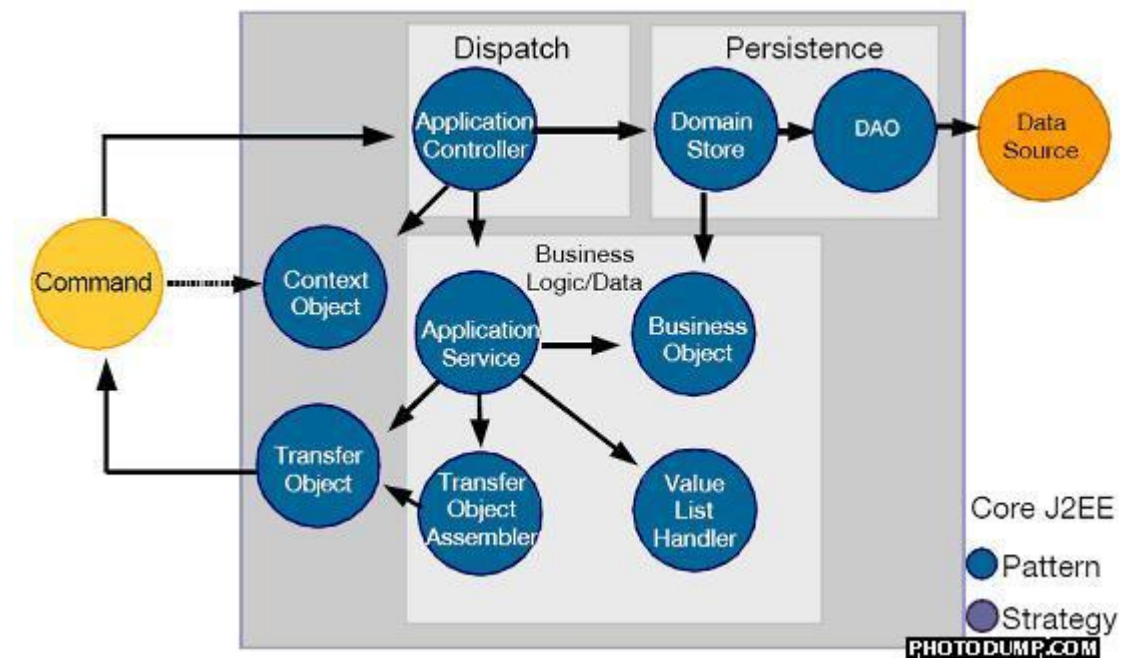 Dispatch
Persistence
Application
Controller
Domain
Store
DAO
Data
Source
Command
Context
Object
Business
Logic/Data
Application
Service
Business
Object
Transfer
Object
Transfer
Object
Assembler
Value
List
Handler
Core J2EE
Pattern
Strategy
PHOTODUMP.COM